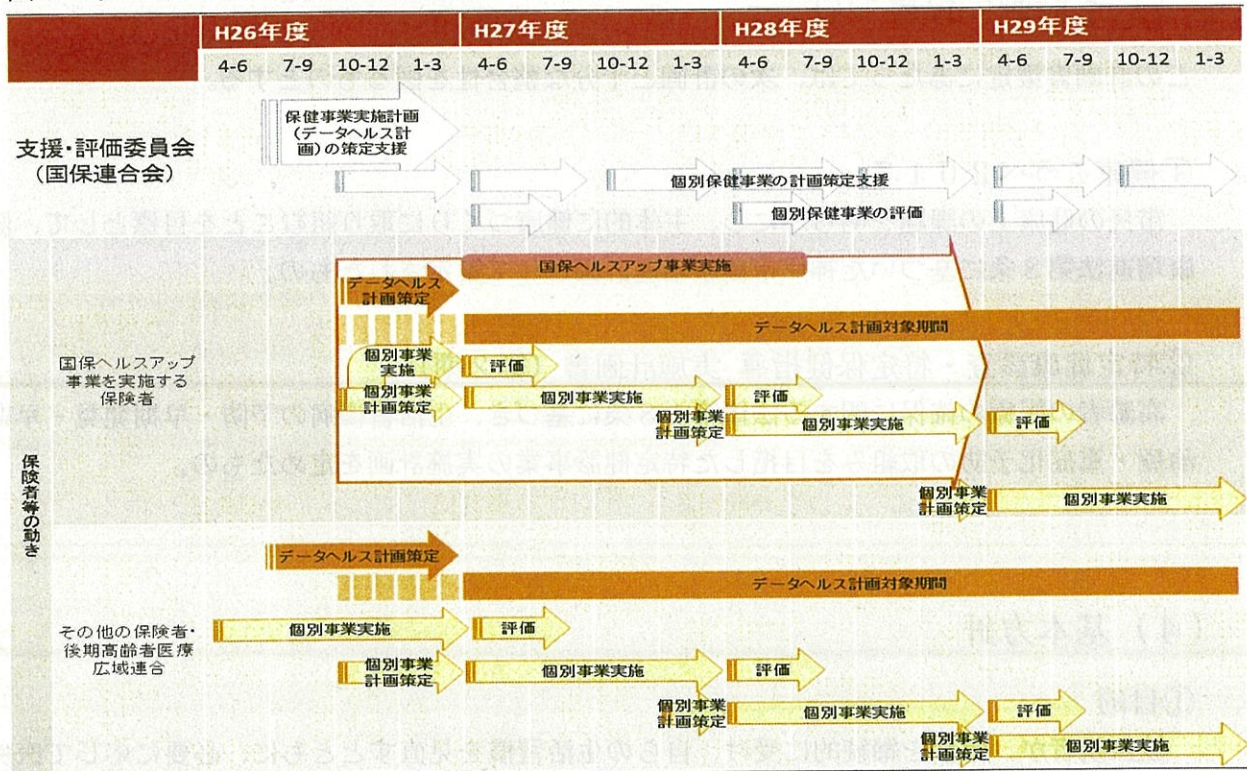 H26年度 H27年度 H28年度 H29年度
4-6 7-9 10-12 1-3 4-6 7-9 10-12 1-3 4-6 7-9 10-12 1-3 4-6 7-9 10-12 1-3
支援・評価委員会
(国保連合会)
保健事業実施計画
(データヘルス計
画)の策定支援
個別保健事業の計画策定支援
個別保健事業の評価
保険者等の動き
国保ヘルスアップ
事業を実施する
保険者
国保ヘルスアップ事業実施
データヘルス
計画策定
データヘルス計画対象期間
個別事業
実施
評価
個別事業
計画策定
個別事業実施
評価
個別事業
計画策定
個別事業実施
評価
個別事業
計画策定
個別事業実施
その他の保険者・
後期高齢者医療
広域連合
データヘルス計画策定
データヘルス計画対象期間
個別事業実施
評価
個別事業
計画策定
個別事業実施
評価
個別事業
計画策定
個別事業実施
評価
個別事業
計画策定
個別事業実施